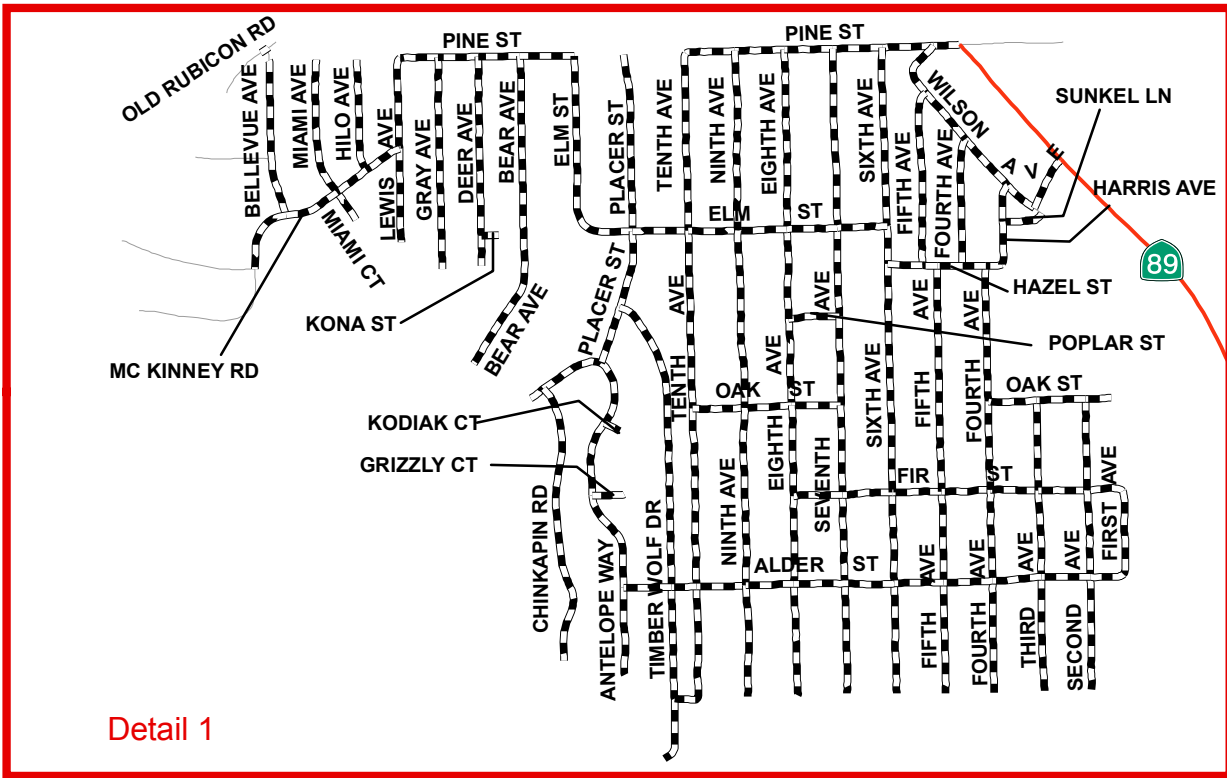 PINE ST
PINE ST
OLD RUBICON RD
BELLEVUE AVE
MIAMI AVE
HILO AVE
LEWIS AVE
GRAY AVE
DEER AVE
BEAR AVE
ELM ST
PLACER ST
TENTH AVE
NINTH AVE
EIGHTH AVE
SIXTH AVE
FIFTH AVE
FOURTH AVE
WILSON AVE
SUNKEL LN
HARRIS AVE
89
ELM ST
MIAMI CT
KONA ST
BEAR AVE
PLACER ST
MC KINNEY RD
HAZEL ST
POPLAR ST
TENTH AVE
EIGHTH AVE
SEVENTH AVE
SIXTH AVE
FIFTH AVE
FOURTH AVE
OAK ST
OAK ST
KODIAK CT
GRIZZLY CT
FIR ST
CHINKAPIN RD
ANTELOPE WAY
TIMBER WOLF DR
NINTH AVE
ALDER ST
FIFTH AVE
FOURTH AVE
THIRD AVE
SECOND AVE
FIRST AVE
Detail 1